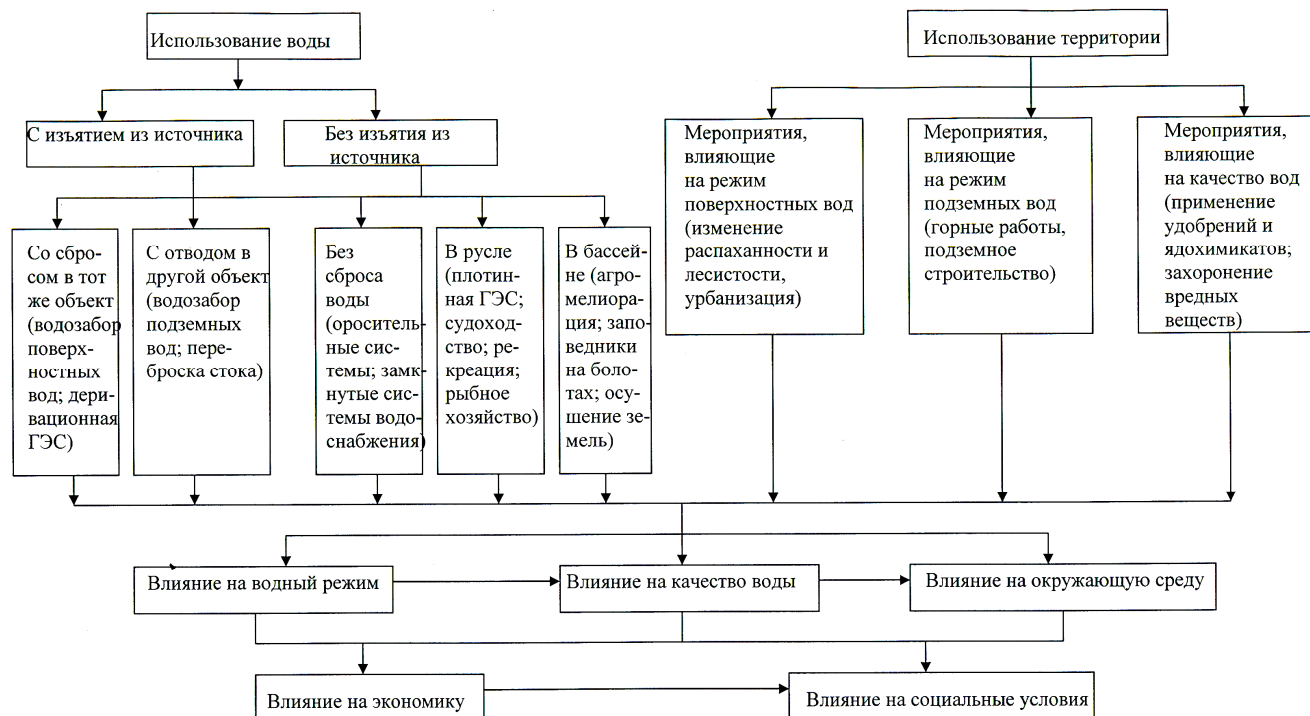 Использование воды
Использование территории
С изъятием из источника
Без изъятия из
источника
Мероприятия,
влияющие
на режим
поверхностных вод
(изменение
распаханности и
лесистости,
урбанизация)
Мероприятия,
влияющие
на режим
подземных вод
(горные работы,
подземное
строительство)
Мероприятия,
влияющие
на качество вод
(применение
удобрений и
ядохимикатов;
захоронение
вредных
веществ)
Со сбро-
сом в тот
же объект
(водозабор
поверх-
ностных
вод; дери-
вационная
ГЭС)
С отводом в
другой объект
(водозабор
подземных
вод; пере-
броска стока)
Без
сброса
воды
(ороситель-
ные сис-
темы; замк-
нутые сис-
темы водо-
снабжения)
В русле
(плотин-
ная ГЭС;
судоход-
ство; ре-
креация;
рыбное
хозяйство)
В бассей-
не (агро-
мелиора-
ция; запо-
ведники
на боло-
тах; осу-
шение зе-
мель)
Влияние на водный режим
Влияние на качество воды
Влияние на окружающую среду
Влияние на экономику
Влияние на социальные условия